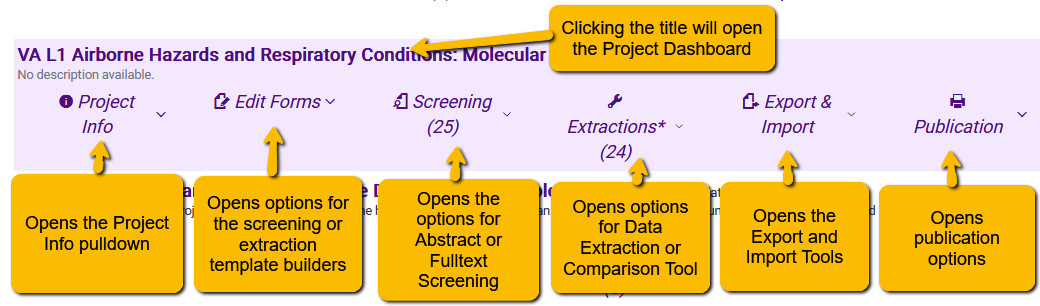 Clicking the title will open
the Project Dashboard
VA L1 Airborne Hazards and Respiratory Conditions: Molecular
No description available.
Project
Info
Edit Forms
Screening
(25)
Extractions*
(24)
Export &
Import
Publication
Opens the Project
Info pulldown
Opens options for
the screening or
extraction
template builders
Opens the
options for
Abstract or
Fulltext
Screening
Opens options
for Data
Extraction or
Comparison Tool
Opens the
Export and
Import Tools
Opens
publication
options